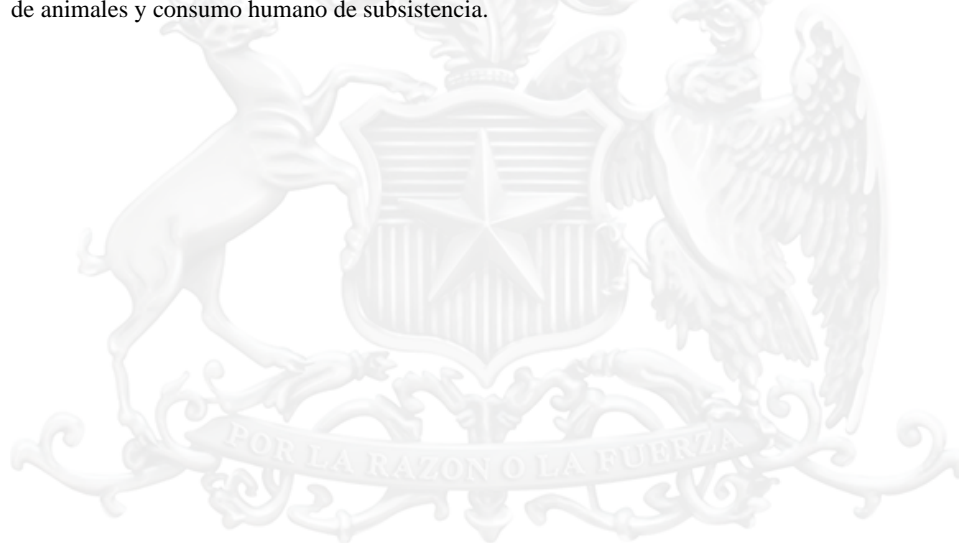 de animales y consumo humano de subsistencia.
POR LA RAZON O LA FUERZA